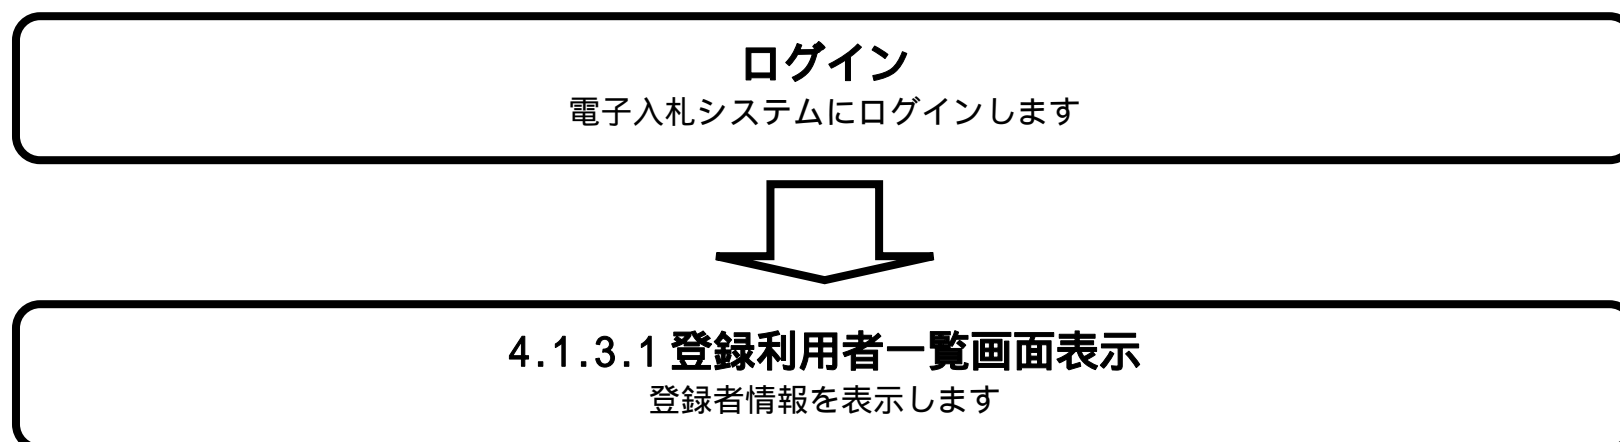 ログイン
電子入札システムにログインします
4.1.3.1 登録利用者一覧画面表示
登録者情報を表示します